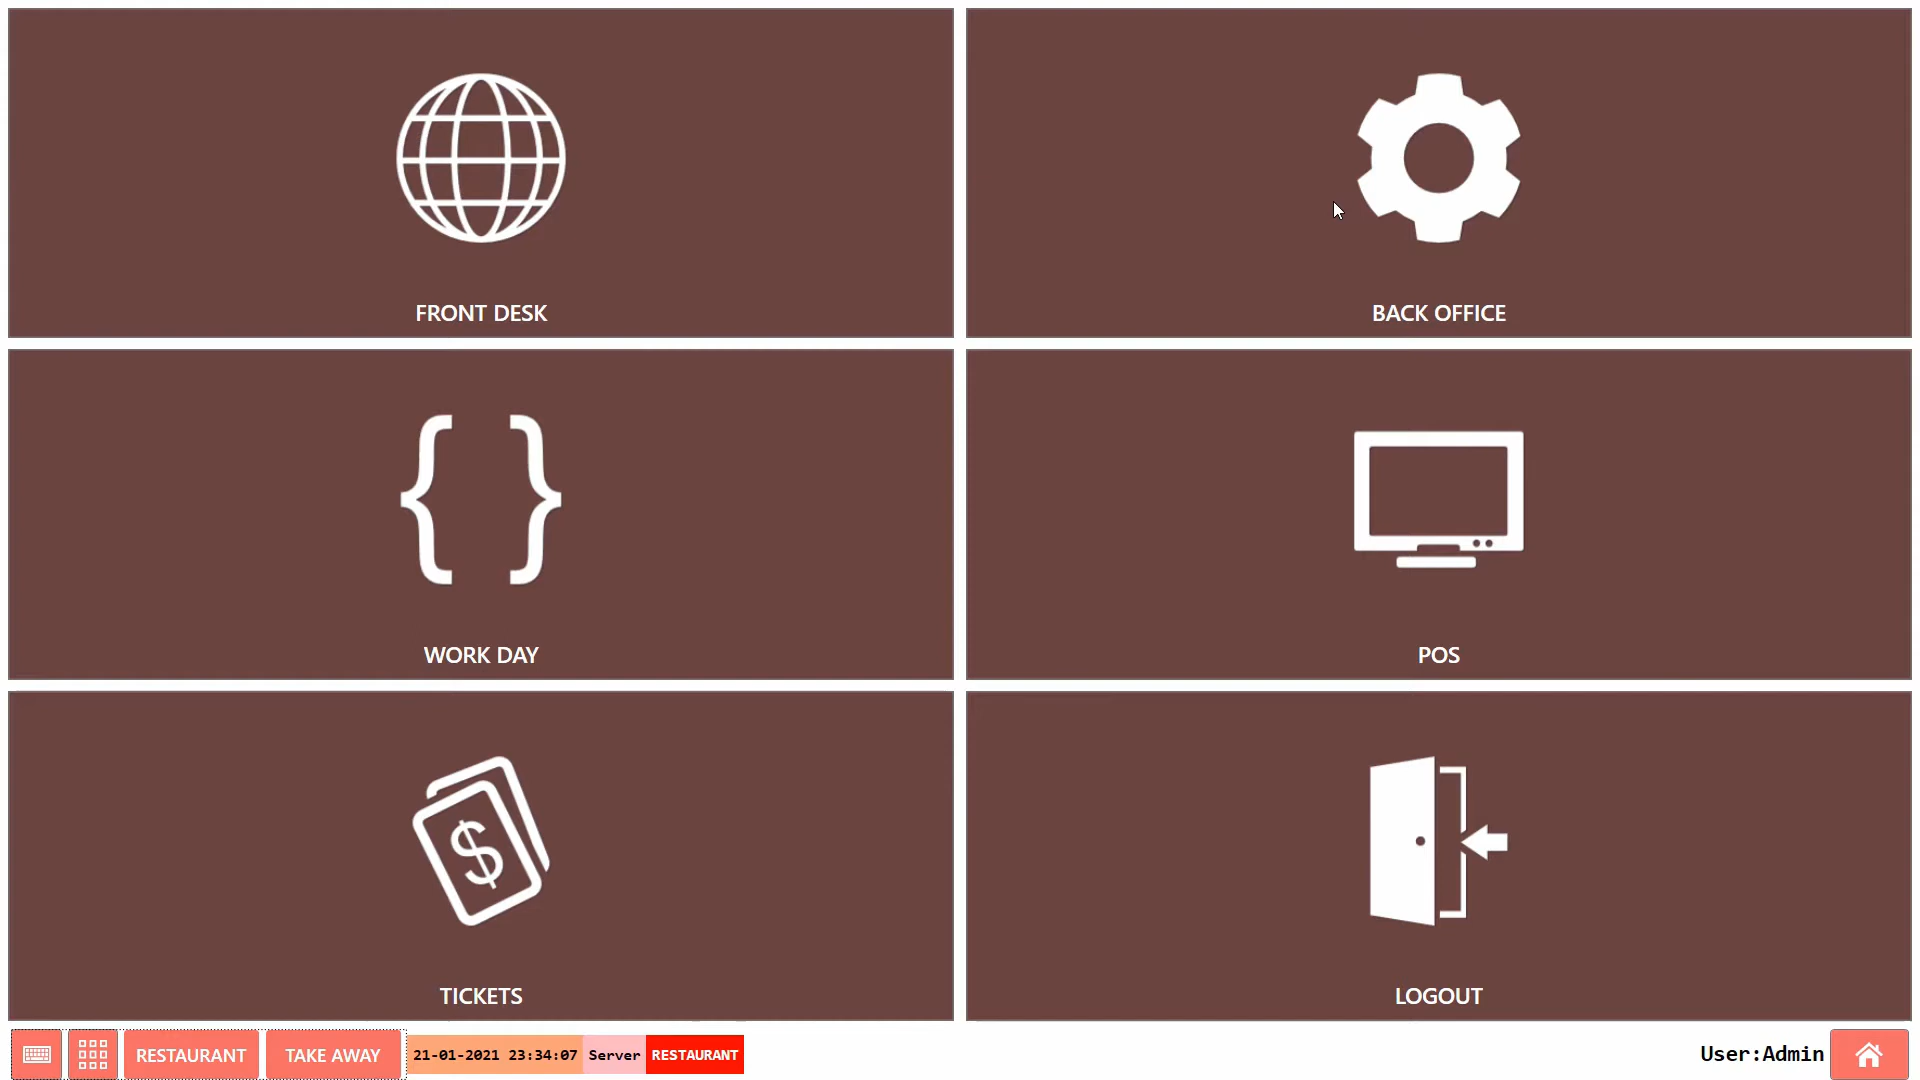 FRONT DESK
BACK OFFICE
WORK DAY
POS
TICKETS
LOGOUT
RESTAURANT
TAKE AWAY
21-01-2021 23:34:07
Server
RESTAURANT
User:Admin